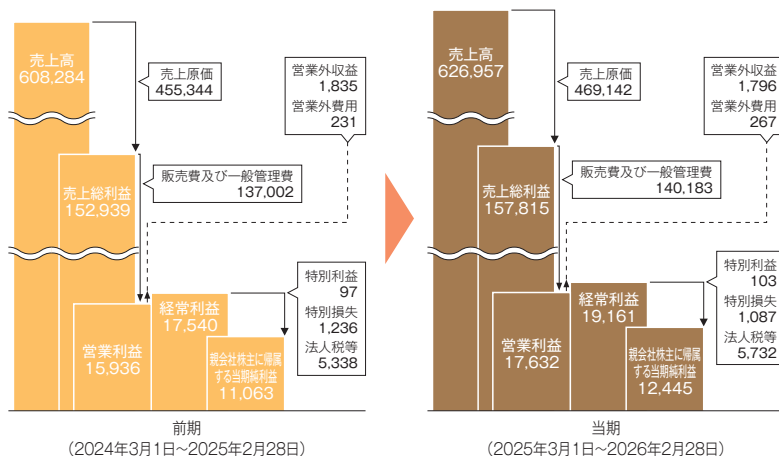 売上高
608,284
売上原価
455,344
営業外収益
1,835
営業外費用
231
売上総利益
152,939
販売費及び一般管理費
137,002
営業利益
15,936
経常利益
17,540
特別利益
97
特別損失
1,236
法人税等
5,338
親会社株主に帰属
する当期純利益
11,063
前期
（2024年3月1日～2025年2月28日）
売上高
626,957
売上原価
469,142
営業外収益
1,796
営業外費用
267
売上総利益
157,815
販売費及び一般管理費
140,183
営業利益
17,632
経常利益
19,161
特別利益
103
特別損失
1,087
法人税等
5,732
親会社株主に帰属
する当期純利益
12,445
当期
（2025年3月1日～2026年2月28日）